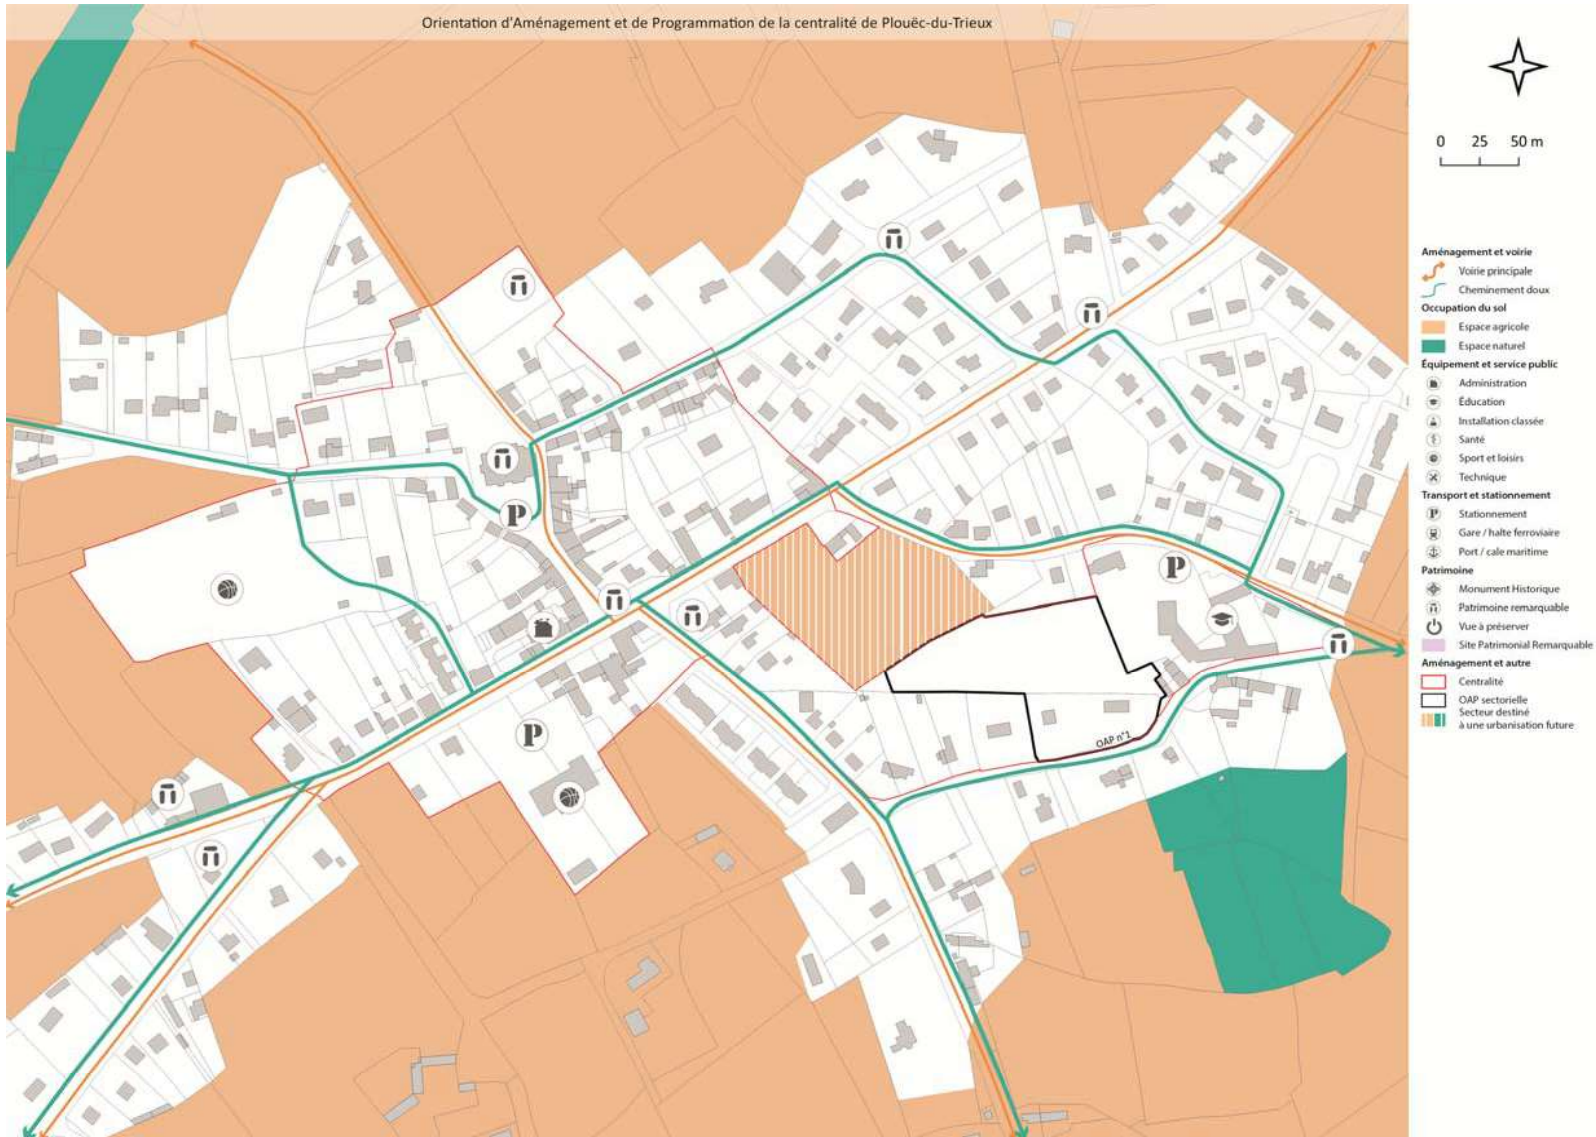 Orientation d'Aménagement et de Programmation de la centralité de Plouëc-du-Trieux
0 25 50 m
Aménagement et voirie
Voirie principale
Cheminement doux
Occupation du sol
Espace agricole
Espace naturel
Équipement et service public
Administration
Éducation
Installation classée
Santé
Sport et loisirs
Technique
Transport et stationnement
P Stationnement
Gare / halte ferroviaire
Port / cale maritime
Patrimoine
Monument Historique
Patrimoine remarquable
Vue à préserver
Site Patrimonial Remarquable
Aménagement et autre
Centralité
OAP sectorielle
Secteur destiné
à une urbanisation future
P
P
P
OAP n°1